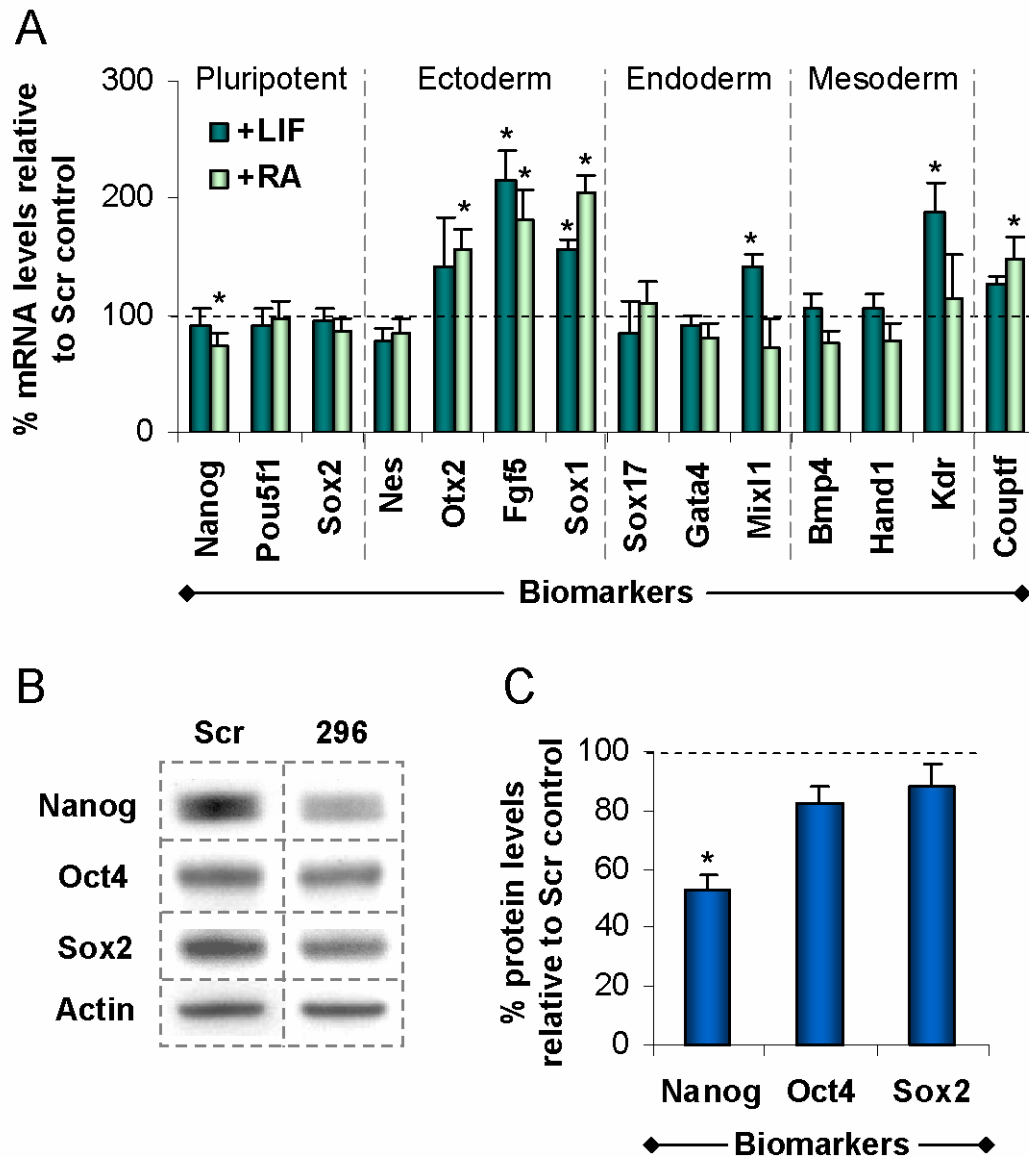 A
% mRNA levels relative
to Scr control
300
200
100
0
Pluripotent
Ectoderm
Endoderm
Mesoderm
+LIF
+RA
*
*
*
*
*
*
*
*
*
Nanog
Pou5f1
Sox2
Nes
Otx2
Fgf5
Sox1
Sox17
Gata4
Mixl1
Bmp4
Hand1
Kdr
Couptf
Biomarkers
B
Scr
296
Nanog
Oct4
Sox2
Actin
C
% protein levels
relative to Scr control
100
80
60
40
20
0
*
Nanog
Oct4
Sox2
Biomarkers